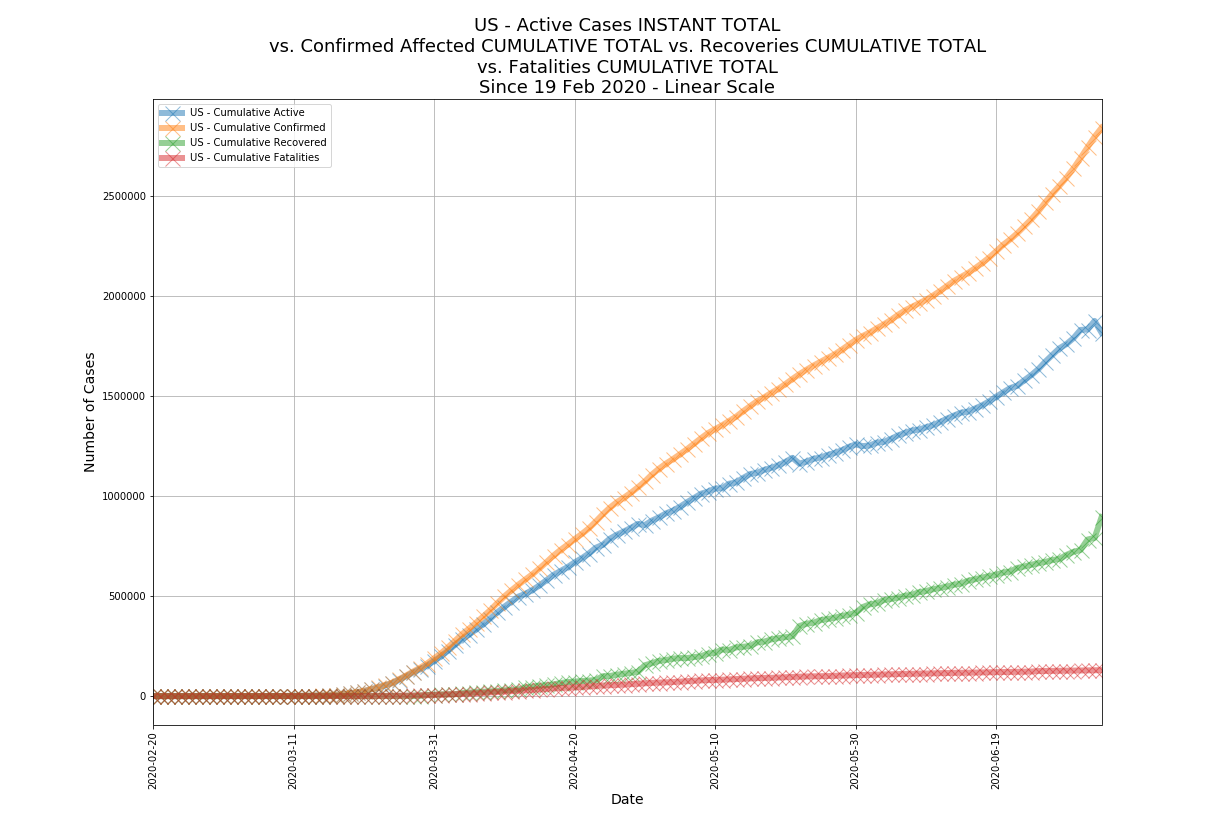 US - Active Cases INSTANT TOTAL
vs. Confirmed Affected CUMULATIVE TOTAL vs. Recoveries CUMULATIVE TOTAL
vs. Fatalities CUMULATIVE TOTAL
Since 19 Feb 2020 - Linear Scale
US - Cumulative Active
US - Cumulative Confirmed
US - Cumulative Recovered
US - Cumulative Fatalities
Number of Cases
2500000
2000000
1500000
1000000
500000
0
2020-02-20
2020-03-11
2020-03-31
2020-04-20
2020-05-10
2020-05-30
2020-06-19
Date